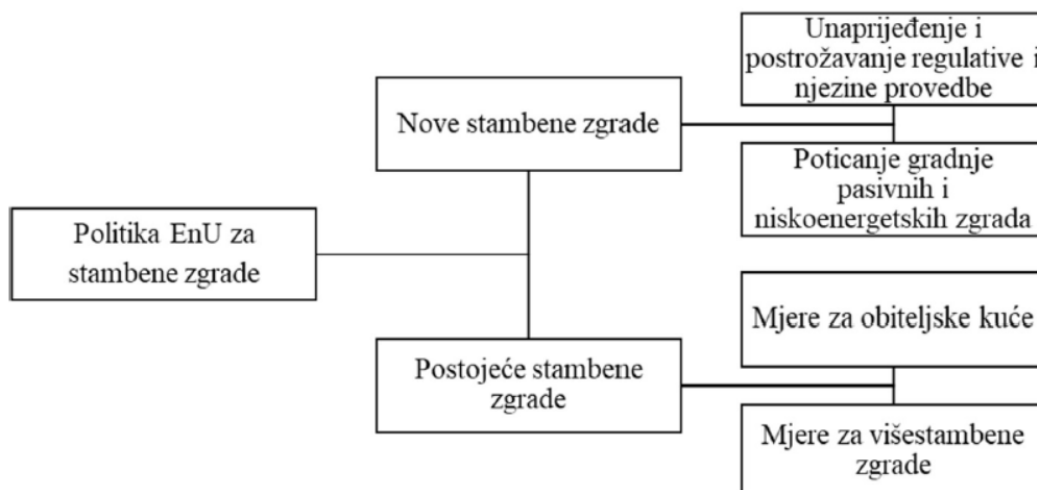 Unaprijeđenje i
postrožavanje regulative i
njezine provedbe
Nove stambene zgrade
Poticanje gradnje
pasivnih i
niskoenergetskih zgrada
Politika EnU za
stambene zgrade
Mjere za obiteljske kuće
Postojeće stambene
zgrade
Mjere za višestambene
zgrade